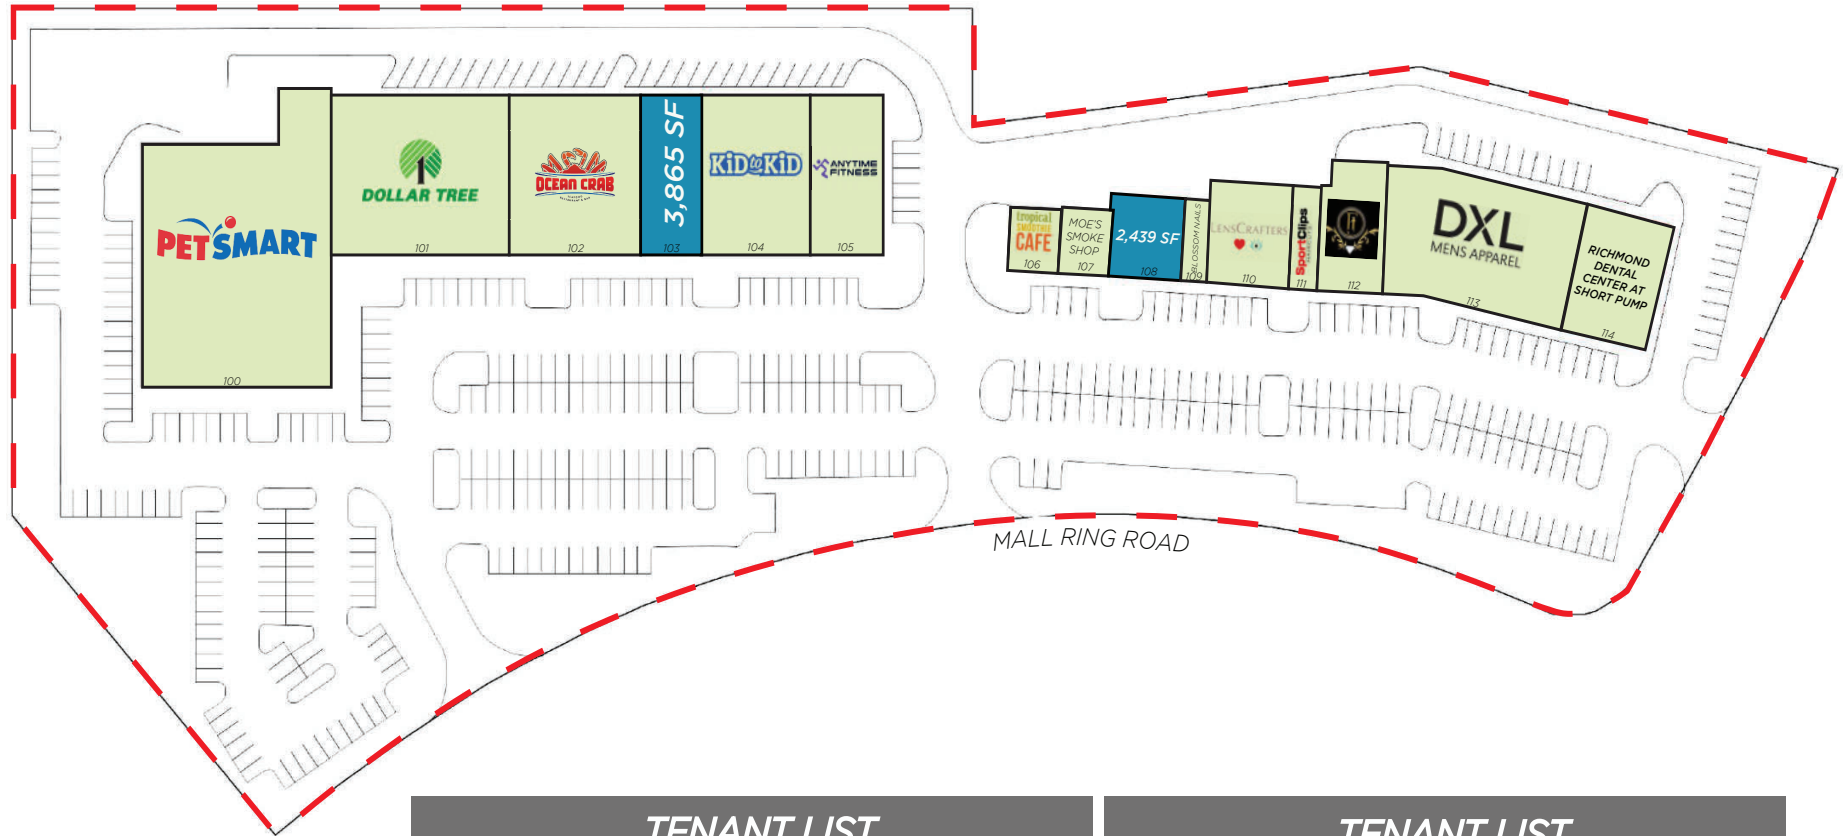 PETSMART
100
DOLLAR TREE
101
OCEAN CRAB
102
3,865 SF
103
KiD to KiD
104
ANYTIME
FITNESS
105
tropical
SMOOTHIE
CAFE
106
MOE'S
SMOKE
SHOP
107
2,439 SF
108
BLOSSOM NAILS
109
LENSCRAFTERS
110
SportClips
111
112
DXL
MENS APPAREL
113
RICHMOND
DENTAL
CENTER AT
SHORT PUMP
114
MALL RING ROAD
TENANT LIST
TENANT LIST